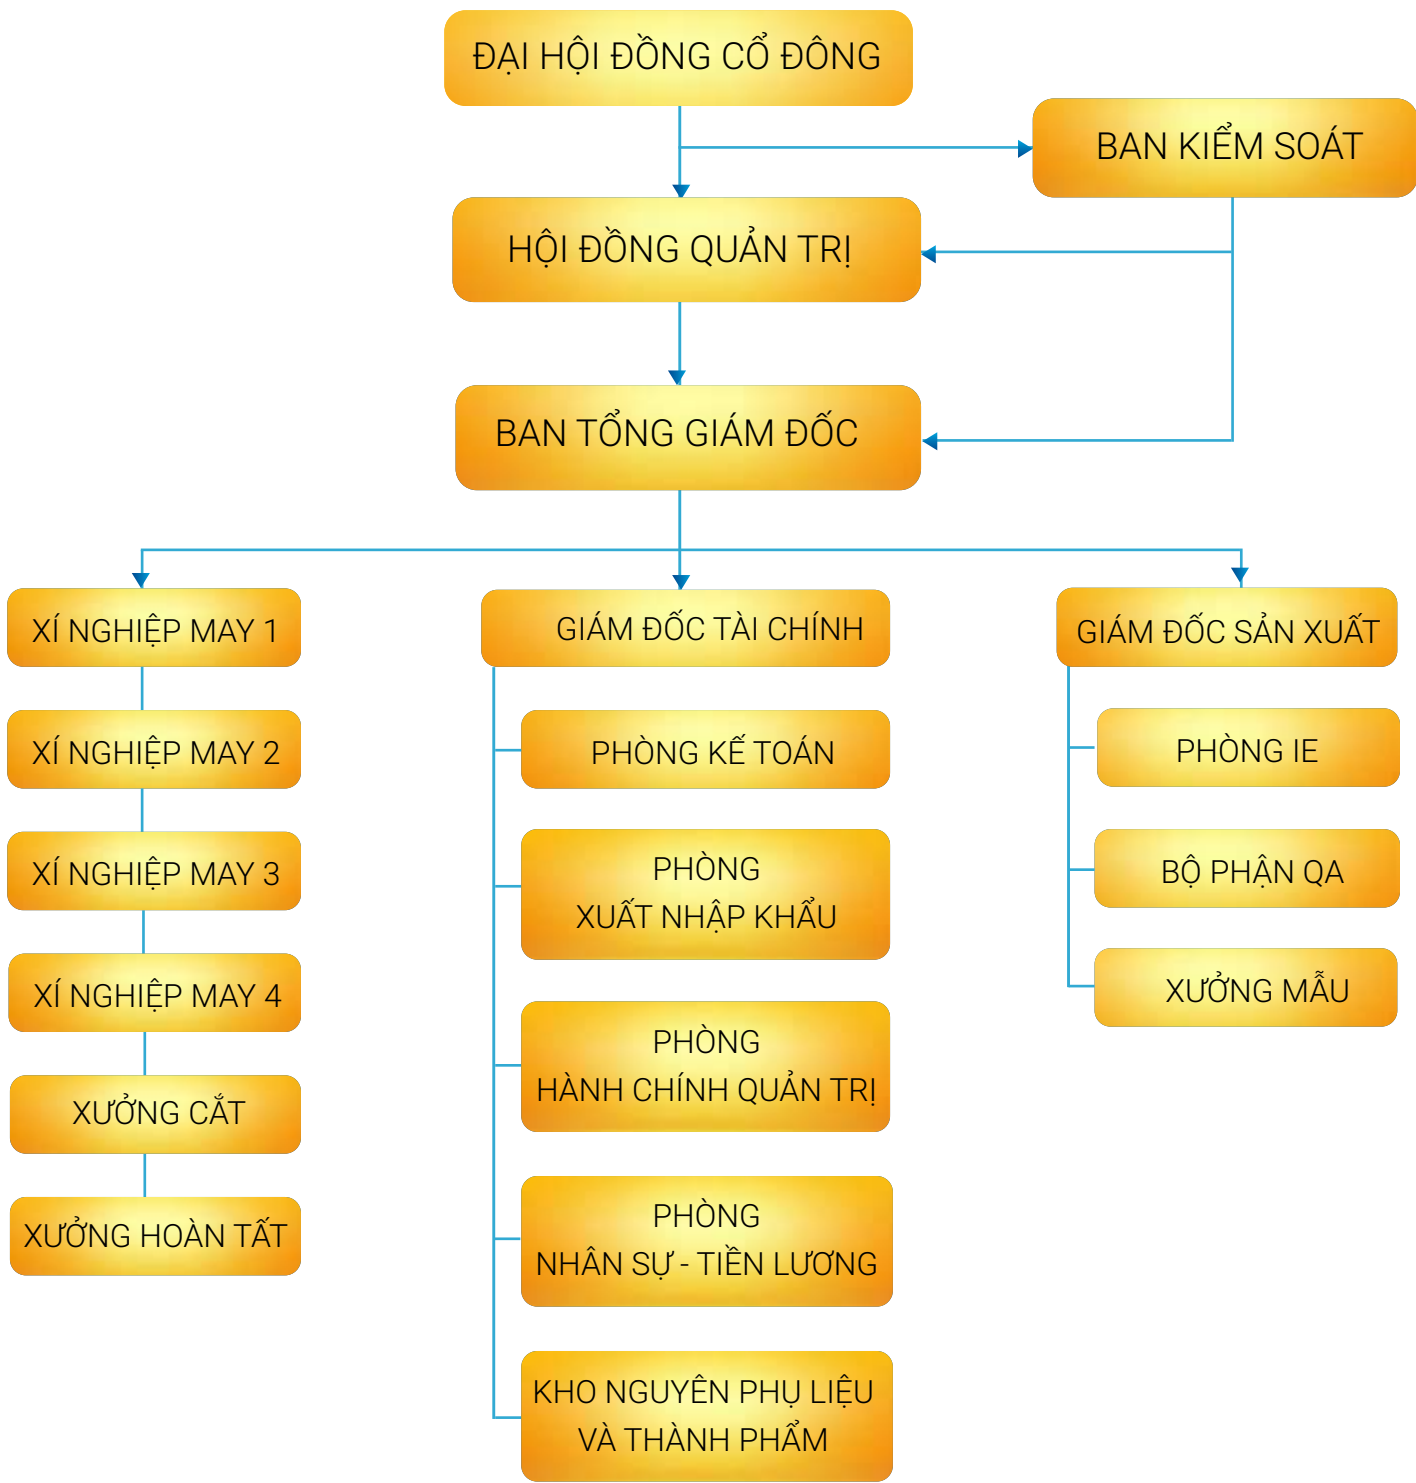 ĐẠI HỘI ĐỒNG CỔ ĐÔNG
BAN KIỂM SOÁT
HỘI ĐỒNG QUẢN TRỊ
BAN TỔNG GIÁM ĐỐC
XÍ NGHIỆP MAY 1
XÍ NGHIỆP MAY 2
XÍ NGHIỆP MAY 3
XÍ NGHIỆP MAY 4
XƯỞNG CẮT
XƯỞNG HOÀN TẤT
GIÁM ĐỐC TÀI CHÍNH
PHÒNG KẾ TOÁN
PHÒNG
XUẤT NHẬP KHẨU
PHÒNG
HÀNH CHÍNH QUẢN TRỊ
PHÒNG
NHÂN SỰ - TIỀN LƯƠNG
KHO NGUYÊN PHỤ LIỆU
VÀ THÀNH PHẨM
GIÁM ĐỐC SẢN XUẤT
PHÒNG IE
BỘ PHẬN QA
XƯỞNG MẪU